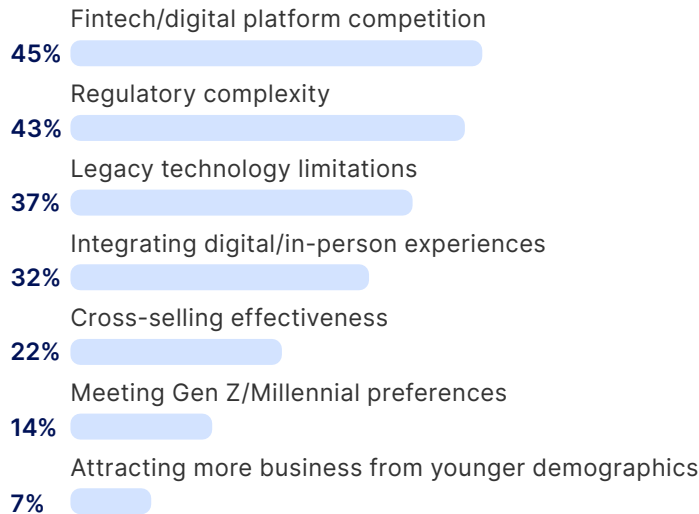 Fintech/digital platform competition
45%
Regulatory complexity
43%
Legacy technology limitations
37%
Integrating digital/in-person experiences
32%
Cross-selling effectiveness
22%
Meeting Gen Z/Millennial preferences
14%
Attracting more business from younger demographics
7%